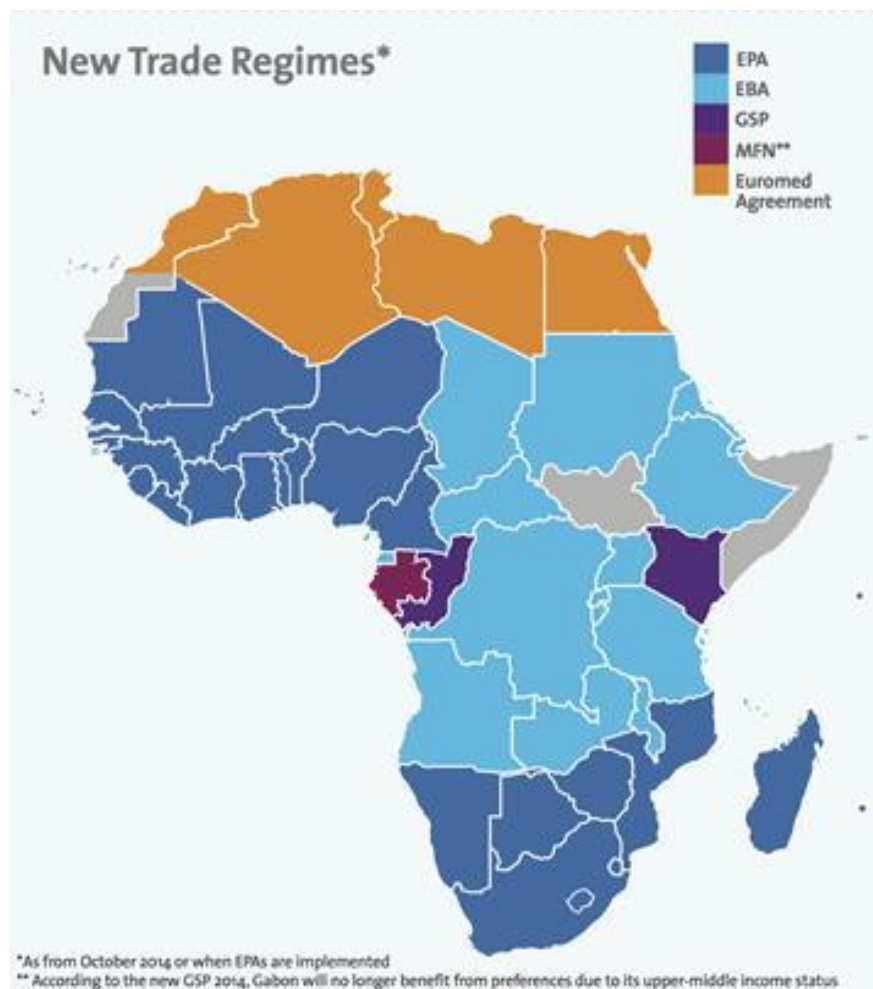 New Trade Regimes*
EPA
EBA
GSP
MFN**
Euromed
Agreement
*As from October 2014 or when EPAs are implemented
** According to the new GSP 2014, Gabon will no longer benefit from preferences due to its upper-middle income status